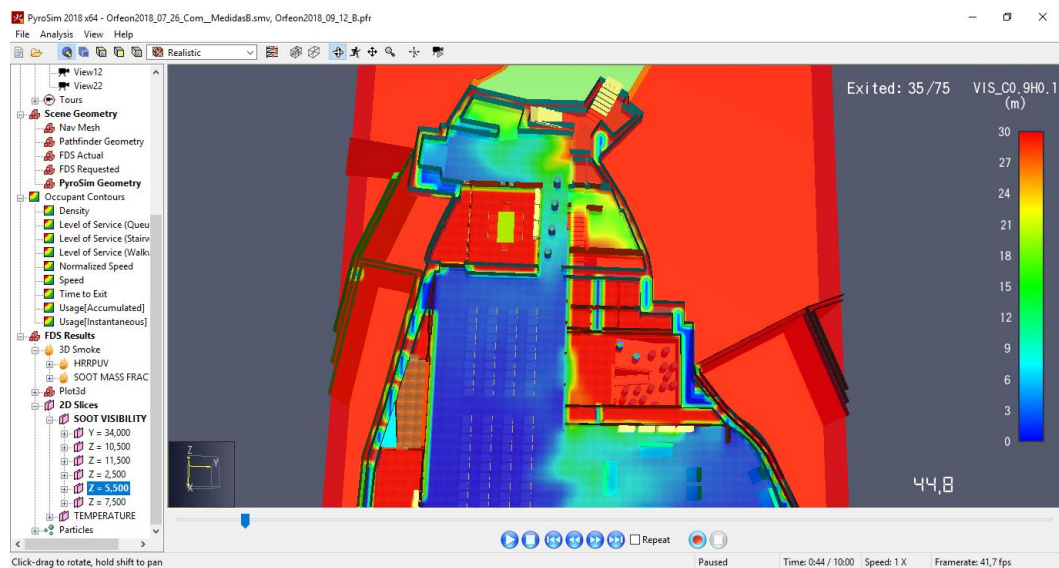 PyroSim 2018 x64 - Orfeon2018_07_26_Com__MedidasB.smv, Orfeon2018_09_12_B.pfr
File Analysis View Help
Realistic
View12
View22
Tours
Scene Geometry
Nav Mesh
Pathfinder Geometry
FDS Actual
FDS Requested
PyroSim Geometry
Occupant Contours
Density
Level of Service (Queu
Level of Service (Stairw
Level of Service (Walkw
Normalized Speed
Speed
Time to Exit
Usage[Accumulated]
Usage[Instantaneous]
FDS Results
3D Smoke
HRRPUV
SOOT MASS FRAC
Plot3d
2D Slices
SOOT VISIBILITY
Y = 34,000
Z = 10,500
Z = 11,500
Z = 2,500
Z = 5,500
Z = 7,500
TEMPERATURE
Particles
Exited: 35/75 VIS_C0.9H0.1
(m)
30
27
24
21
18
15
12
9
6
3
0
Z
Y
X
44,8
Repeat
Click-drag to rotate, hold shift to pan
Paused
Time: 0:44 / 10:00
Speed: 1 X
Framerate: 41,7 fps